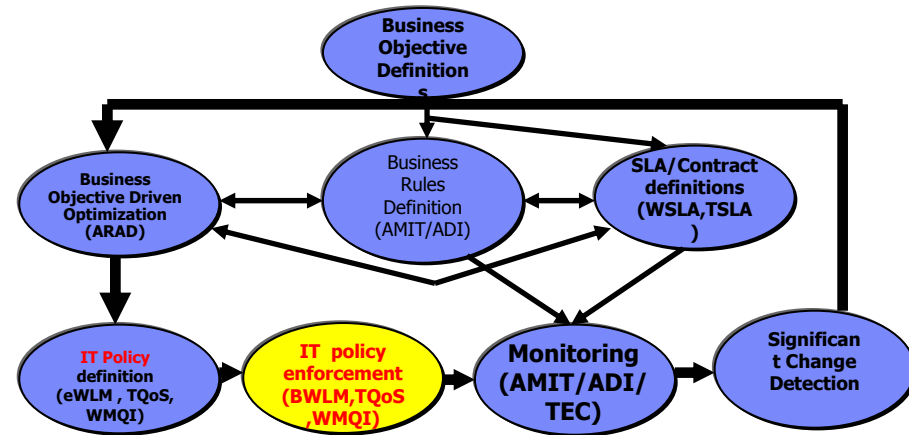 Business
Objective
Definition
s
Business
Objective Driven
Optimization
(ARAD)
Business
Rules
Definition
(AMIT/ADI)
SLA/Contract
definitions
(WSLA,TSLA
)
IT Policy
definition
(eWLM , TQoS,
WMQI)
IT policy
enforcement
(BWLM,TQoS
,WMQI)
Monitoring
(AMIT/ADI/
TEC)
Significan
t Change
Detection